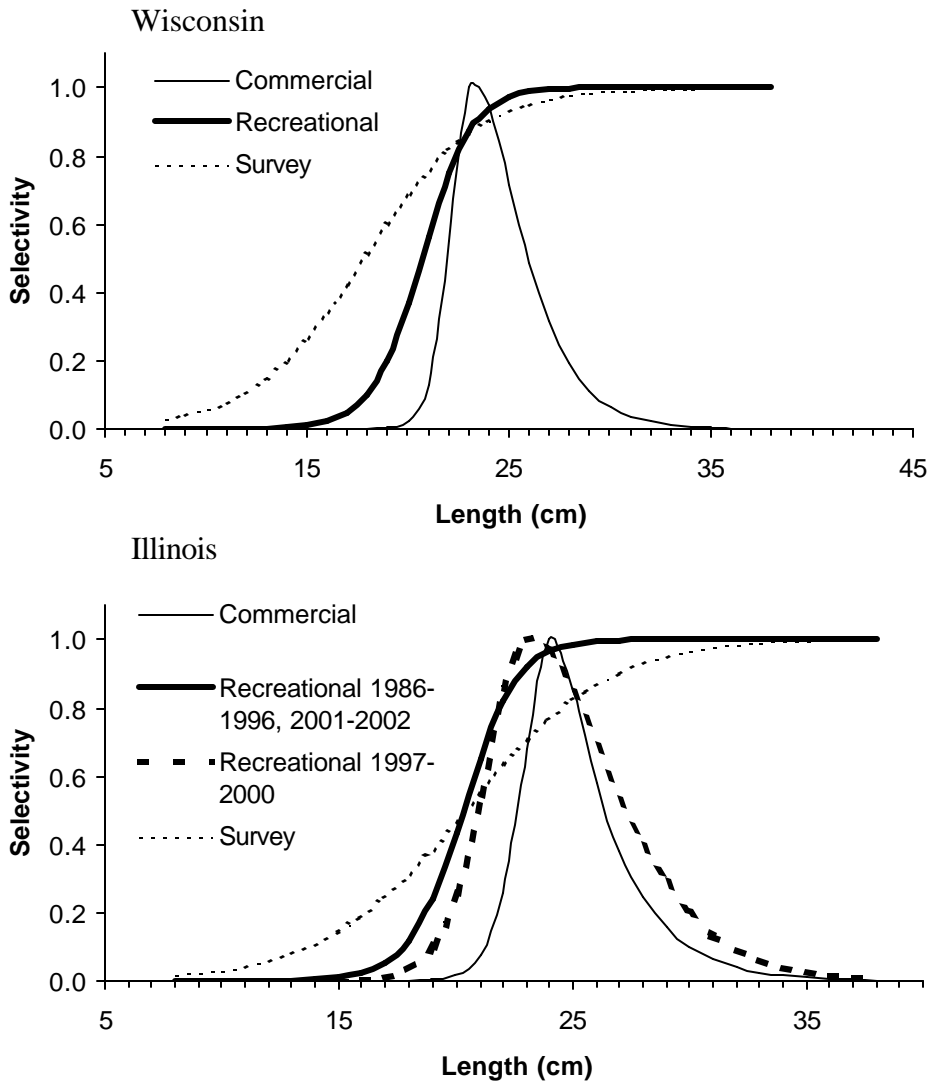 Wisconsin
Commercial
Recreational
Survey
1.0
0.8
0.6
0.4
0.2
0.0
Selectivity
5
15
25
35
45
Length (cm)
Illinois
Commercial
Recreational 1986-
1996, 2001-2002
Recreational 1997-
2000
Survey
1.0
0.8
0.6
0.4
0.2
0.0
Selectivity
5
15
25
35
Length (cm)